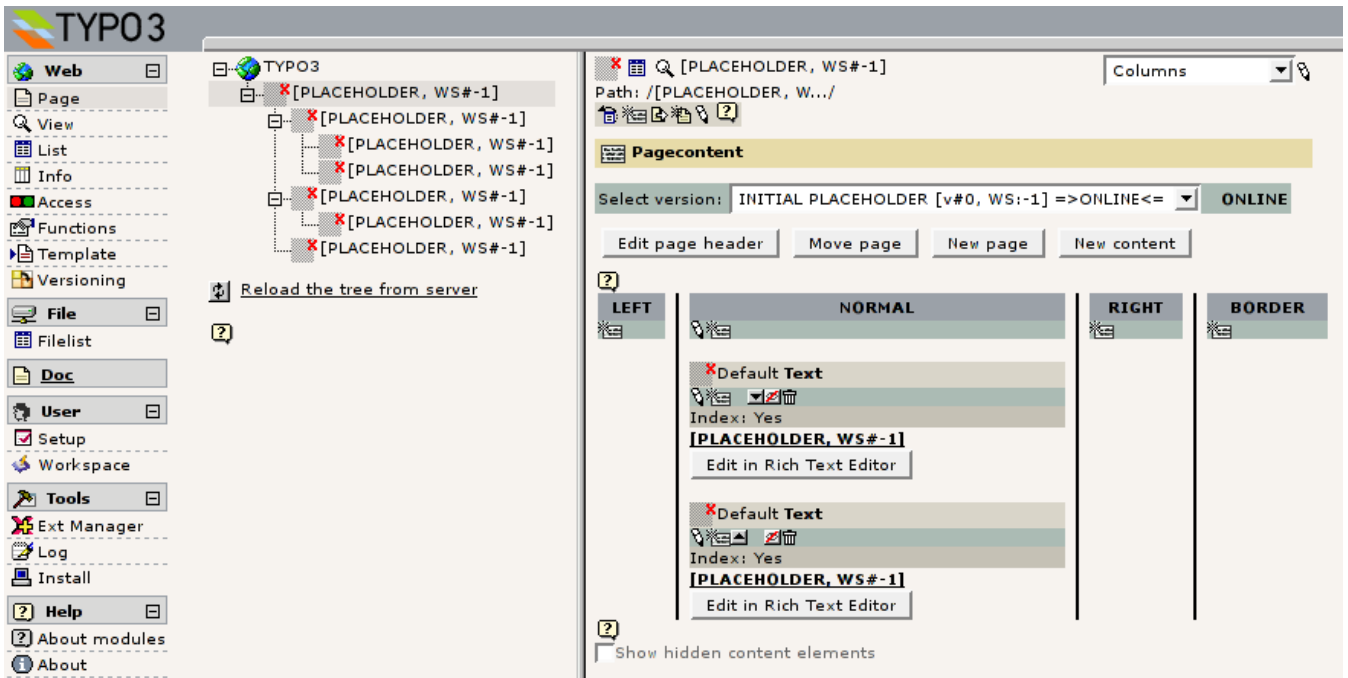 TYPO3
Web
Page
View
List
Info
Access
Functions
Template
Versioning
File
Filelist
Doc
User
Setup
Workspace
Tools
Ext Manager
Log
Install
Help
About modules
About
TYPO3
[PLACEHOLDER, WS#-1]
[PLACEHOLDER, WS#-1]
[PLACEHOLDER, WS#-1]
[PLACEHOLDER, WS#-1]
[PLACEHOLDER, WS#-1]
[PLACEHOLDER, WS#-1]
[PLACEHOLDER, WS#-1]
Reload the tree from server
[PLACEHOLDER, WS#-1]
Columns
Path: /[PLACEHOLDER, W.../
Pagecontent
Select version: INITIAL PLACEHOLDER [v#0, WS:-1] =>ONLINE<= ONLINE
Edit page header Move page New page New content
LEFT NORMAL RIGHT BORDER
Default Text
Index: Yes
[PLACEHOLDER, WS#-1]
Edit in Rich Text Editor
Default Text
Index: Yes
[PLACEHOLDER, WS#-1]
Edit in Rich Text Editor
Show hidden content elements